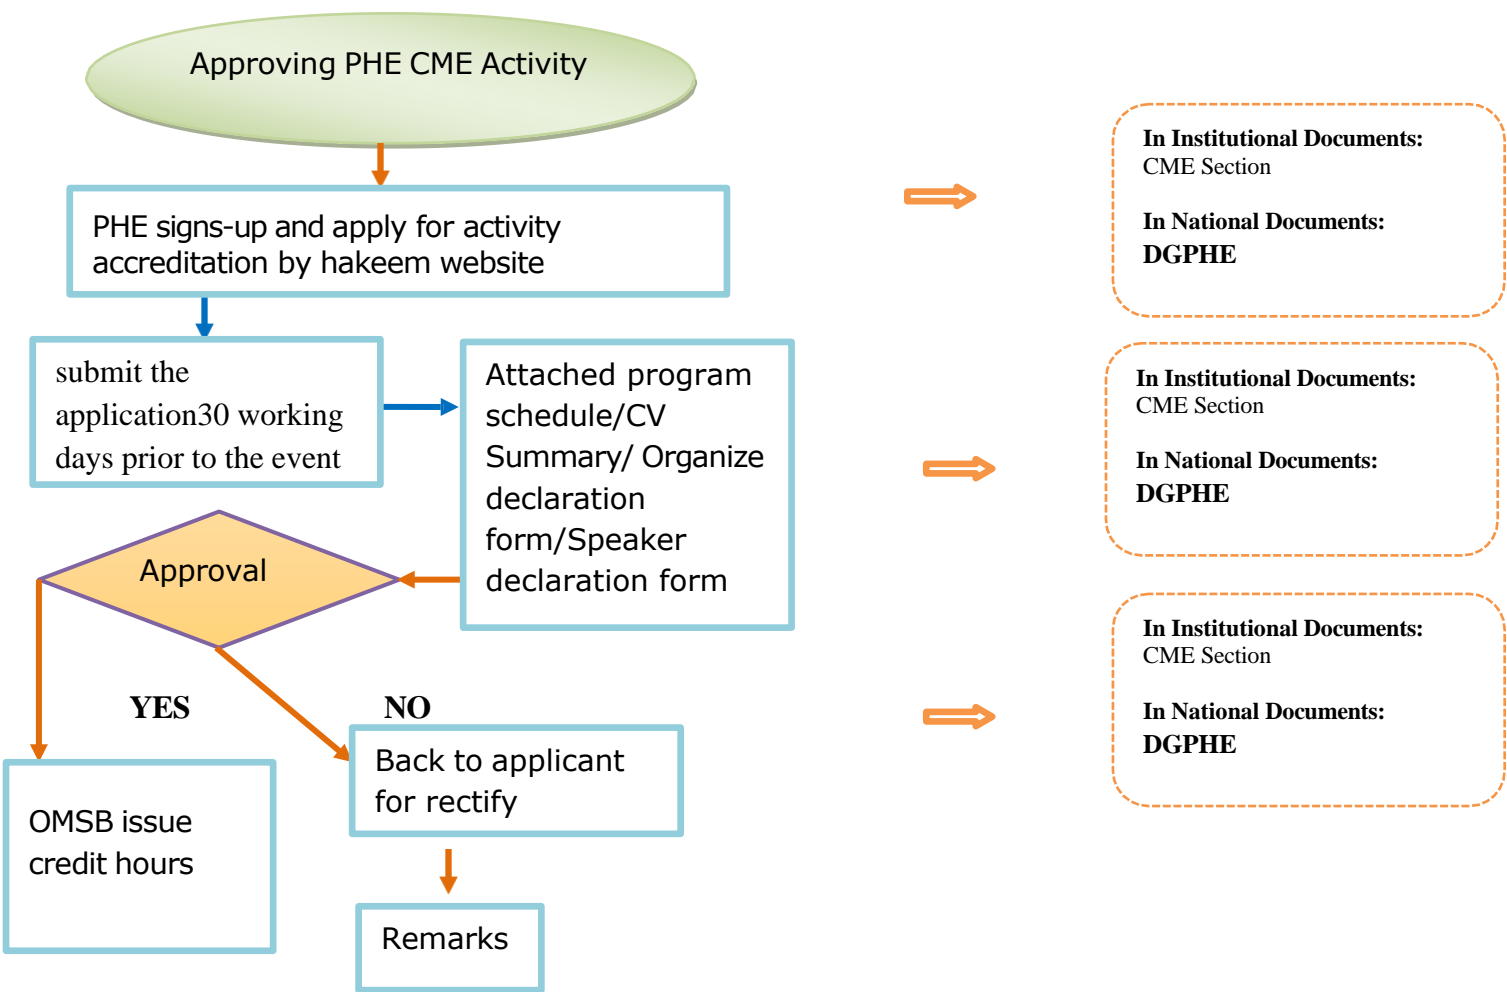 Approving PHE CME Activity
PHE signs-up and apply for activity
accreditation by hakeem website
submit the
application30 working
days prior to the event
Attached program
schedule/CV
Summary/ Organize
declaration
form/Speaker
declaration form
Approval
YES
NO
Back to applicant
for rectify
OMSB issue
credit hours
Remarks
In Institutional Documents:
CME Section
In National Documents:
DGPHE
In Institutional Documents:
CME Section
In National Documents:
DGPHE
In Institutional Documents:
CME Section
In National Documents:
DGPHE